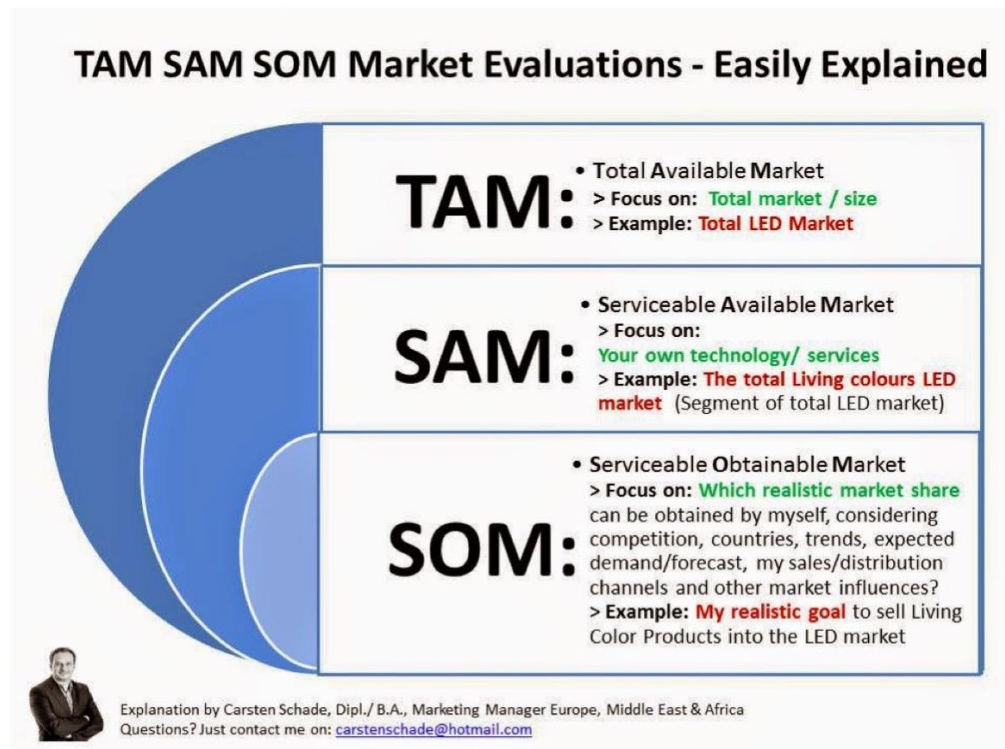 TAM SAM SOM Market Evaluations - Easily Explained
TAM:
• Total Available Market
> Focus on: Total market / size
> Example: Total LED Market
SAM:
• Serviceable Available Market
> Focus on:
Your own technology/ services
> Example: The total Living colours LED
market (Segment of total LED market)
SOM:
• Serviceable Obtainable Market
> Focus on: Which realistic market share
can be obtained by myself, considering
competition, countries, trends, expected
demand/forecast, my sales/distribution
channels and other market influences?
> Example: My realistic goal to sell Living
Color Products into the LED market
Explanation by Carsten Schade, Dipl./ B.A., Marketing Manager Europe, Middle East & Africa
Questions? Just contact me on: carstenschade@hotmail.com